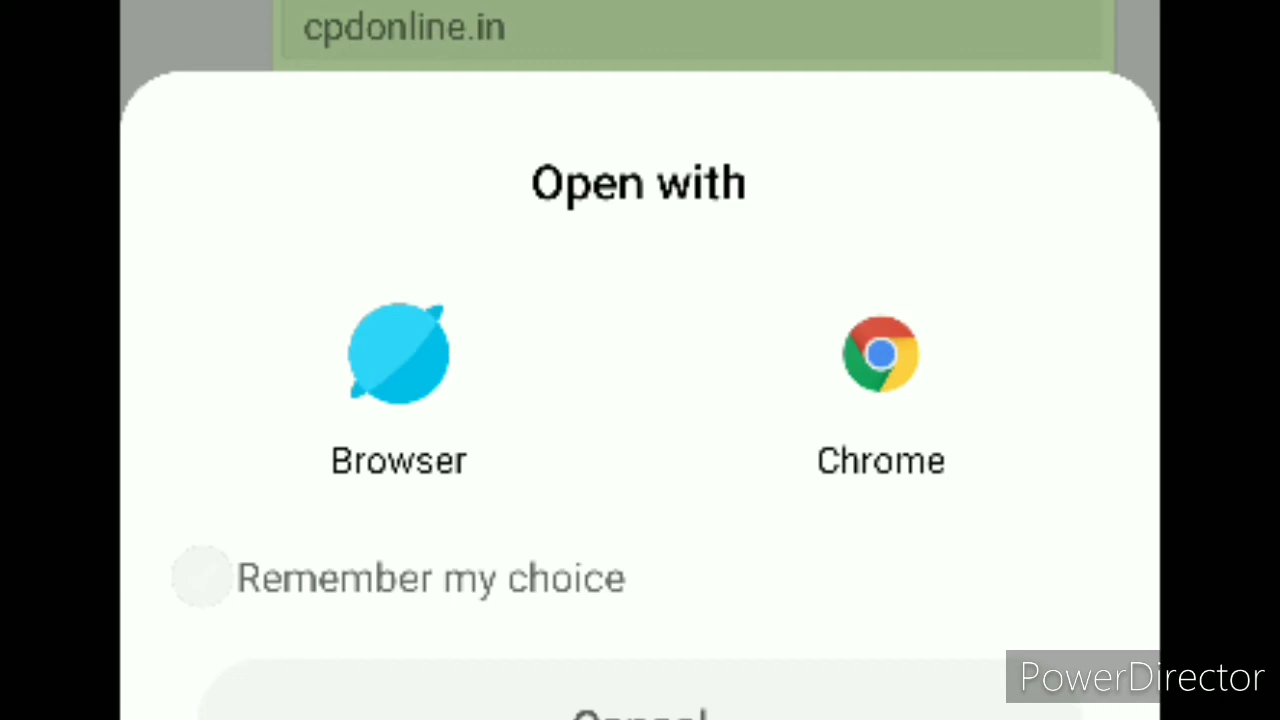 cpdonline.in
Open with
Browser
Chrome
Remember my choice
Cancel
PowerDirector